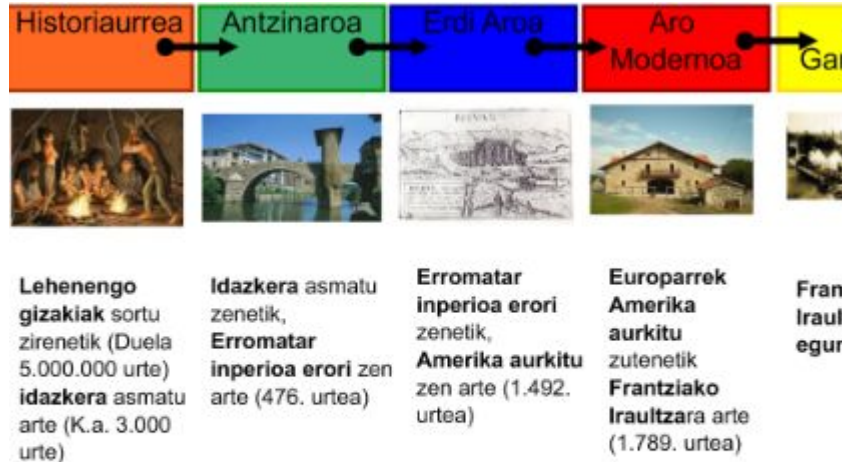 Historiaurrea
Antzinaroa
Erdi Aroa
Aro
Modernoa
Gar
Lehenengo
gizakiak sortu
zirenetik (Duela
5.000.000 urte)
idazkera asmatu
arte (K.a. 3.000
urte)
Idazkera asmatu
zenetik,
Erromatar
inperioa erori zen
arte (476. urtea)
Erromatar
inperioa erori
zenetik,
Amerika aurkitu
zen arte (1.492.
urtea)
Europarrek
Amerika
aurkitu
zutenetik
Frantziako
Iraultzara arte
(1.789. urtea)
Fran
Iraul
egur